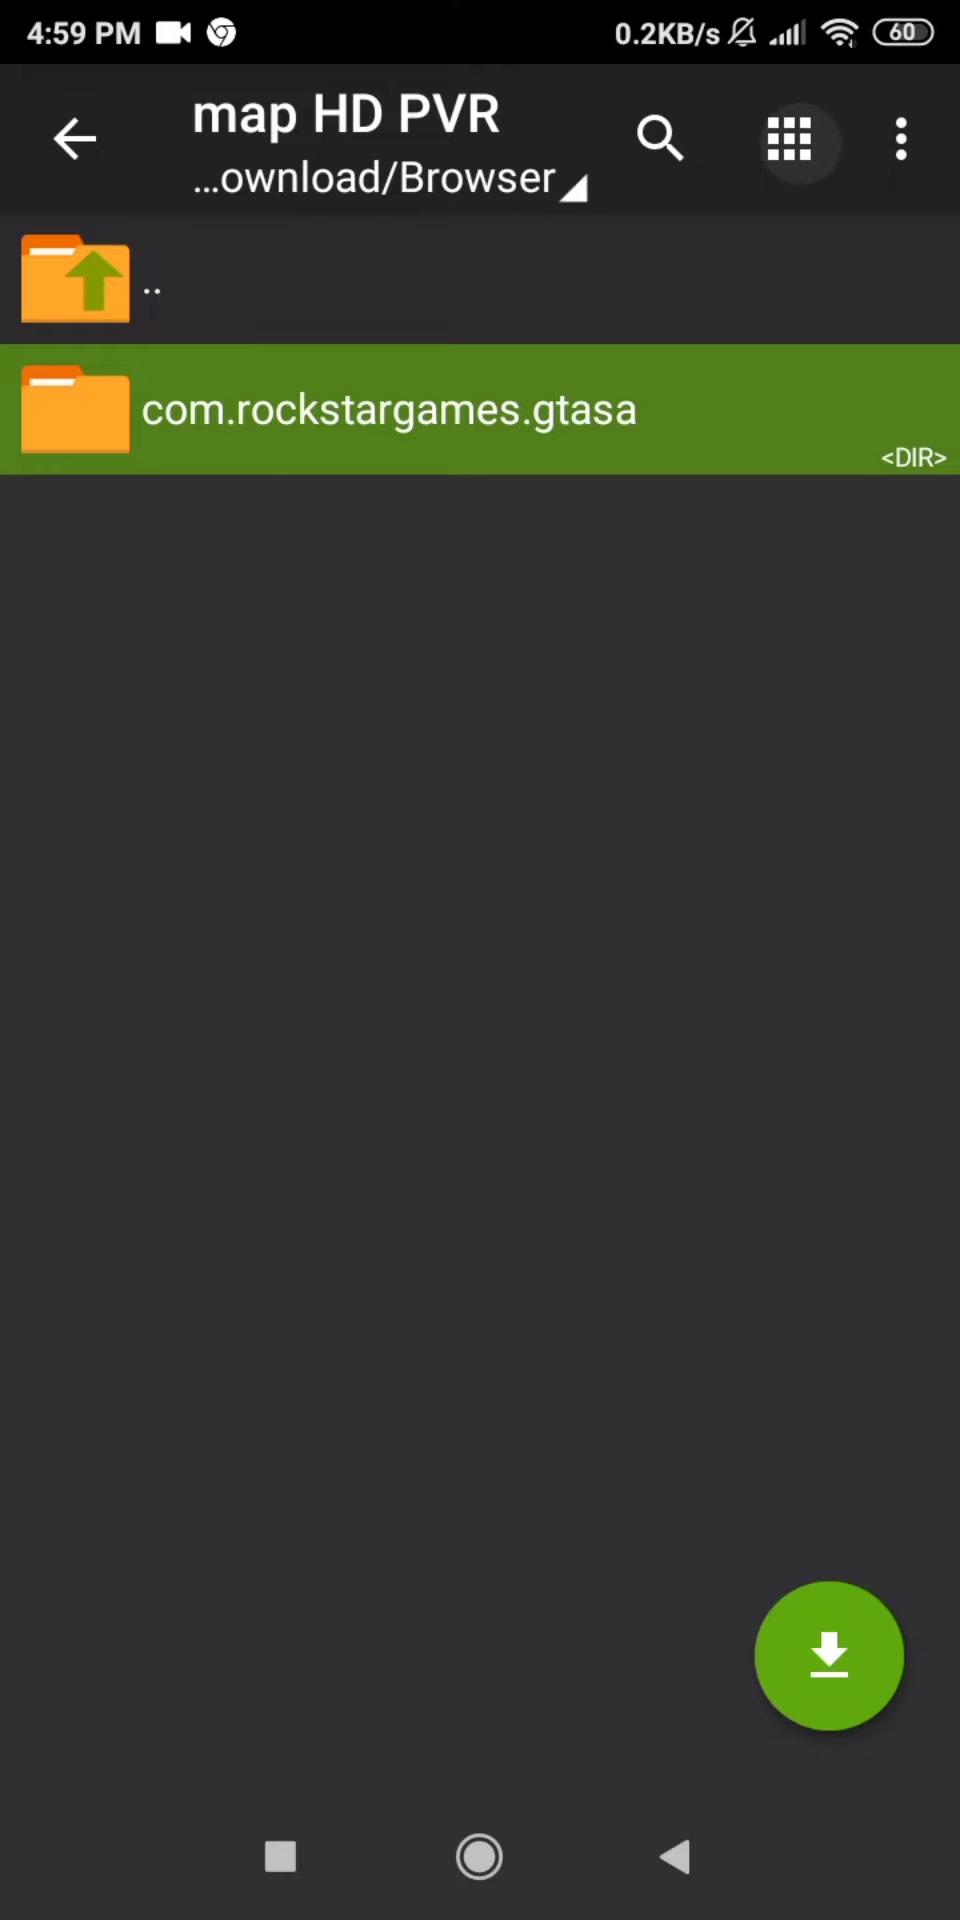 4:59 PM
0.2KB/s
60
map HD PVR
...ownload/Browser
..
com.rockstargames.gtasa
<DIR>